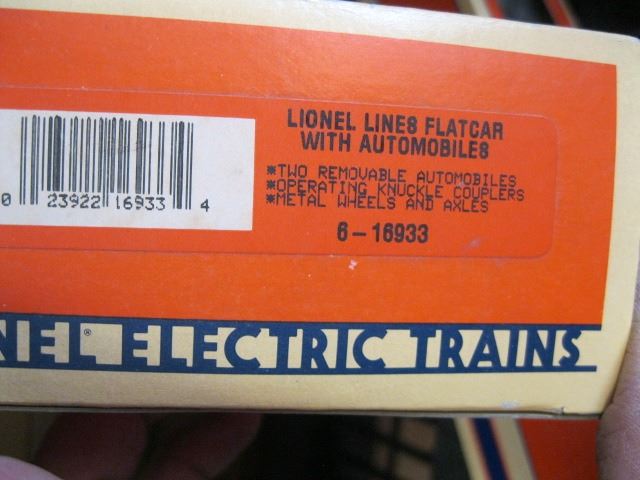 LIONEL LINES FLATCAR
WITH AUTOMOBILES
*TWO REMOVABLE AUTOMOBILES
*OPERATING KNUCKLE COUPLERS
*METAL WHEELS AND AXLES
6-16933
0 23922 16933 4
NEL® ELECTRIC TRAINS